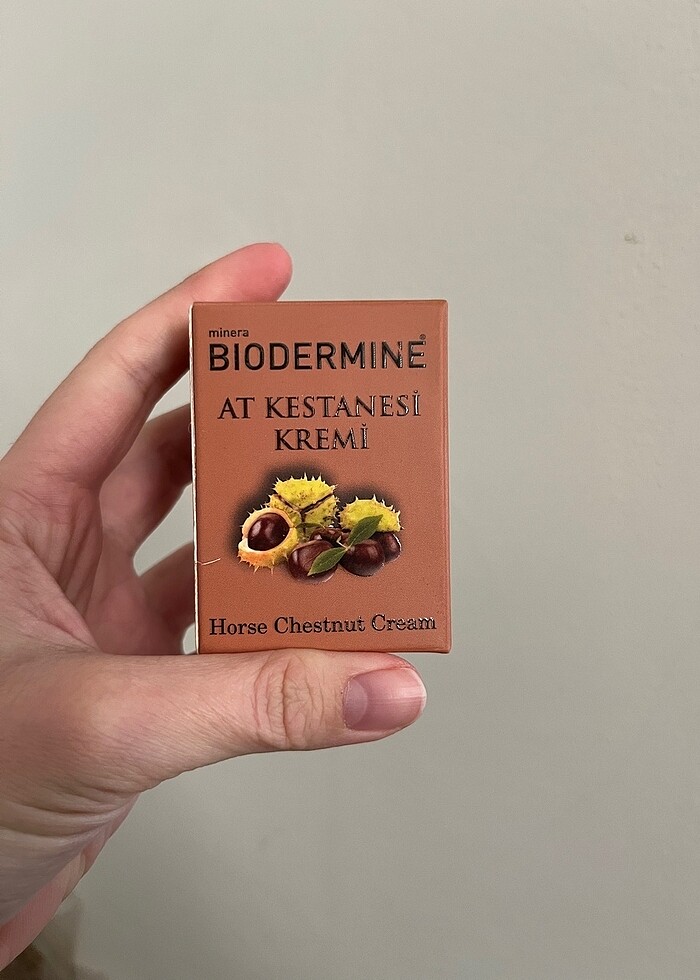 minera
BIODERMINE®
AT KESTANESİ
KREMİ
Horse Chestnut Cream